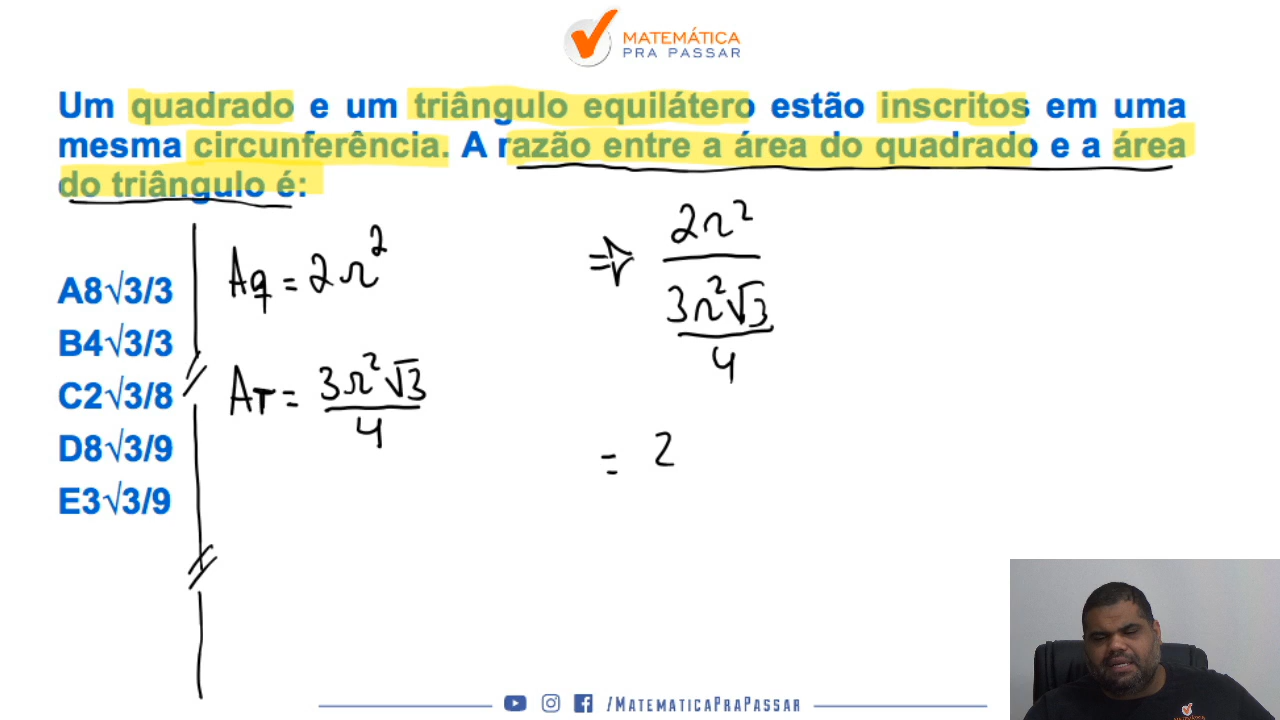 MATEMÁTICA
PRA PASSAR
Um quadrado e um triângulo equilátero estão inscritos em uma
mesma circunferência. A razão entre a área do quadrado e a área
do triângulo é:
A8√3/3
B4√3/3
C2√3/8
D8√3/9
E3√3/9
Aq = 2r²
AT = 3r²√3
4
⇒ 2r²
3r²√3
4
= 2
/MATEMATICAPRAPASSAR